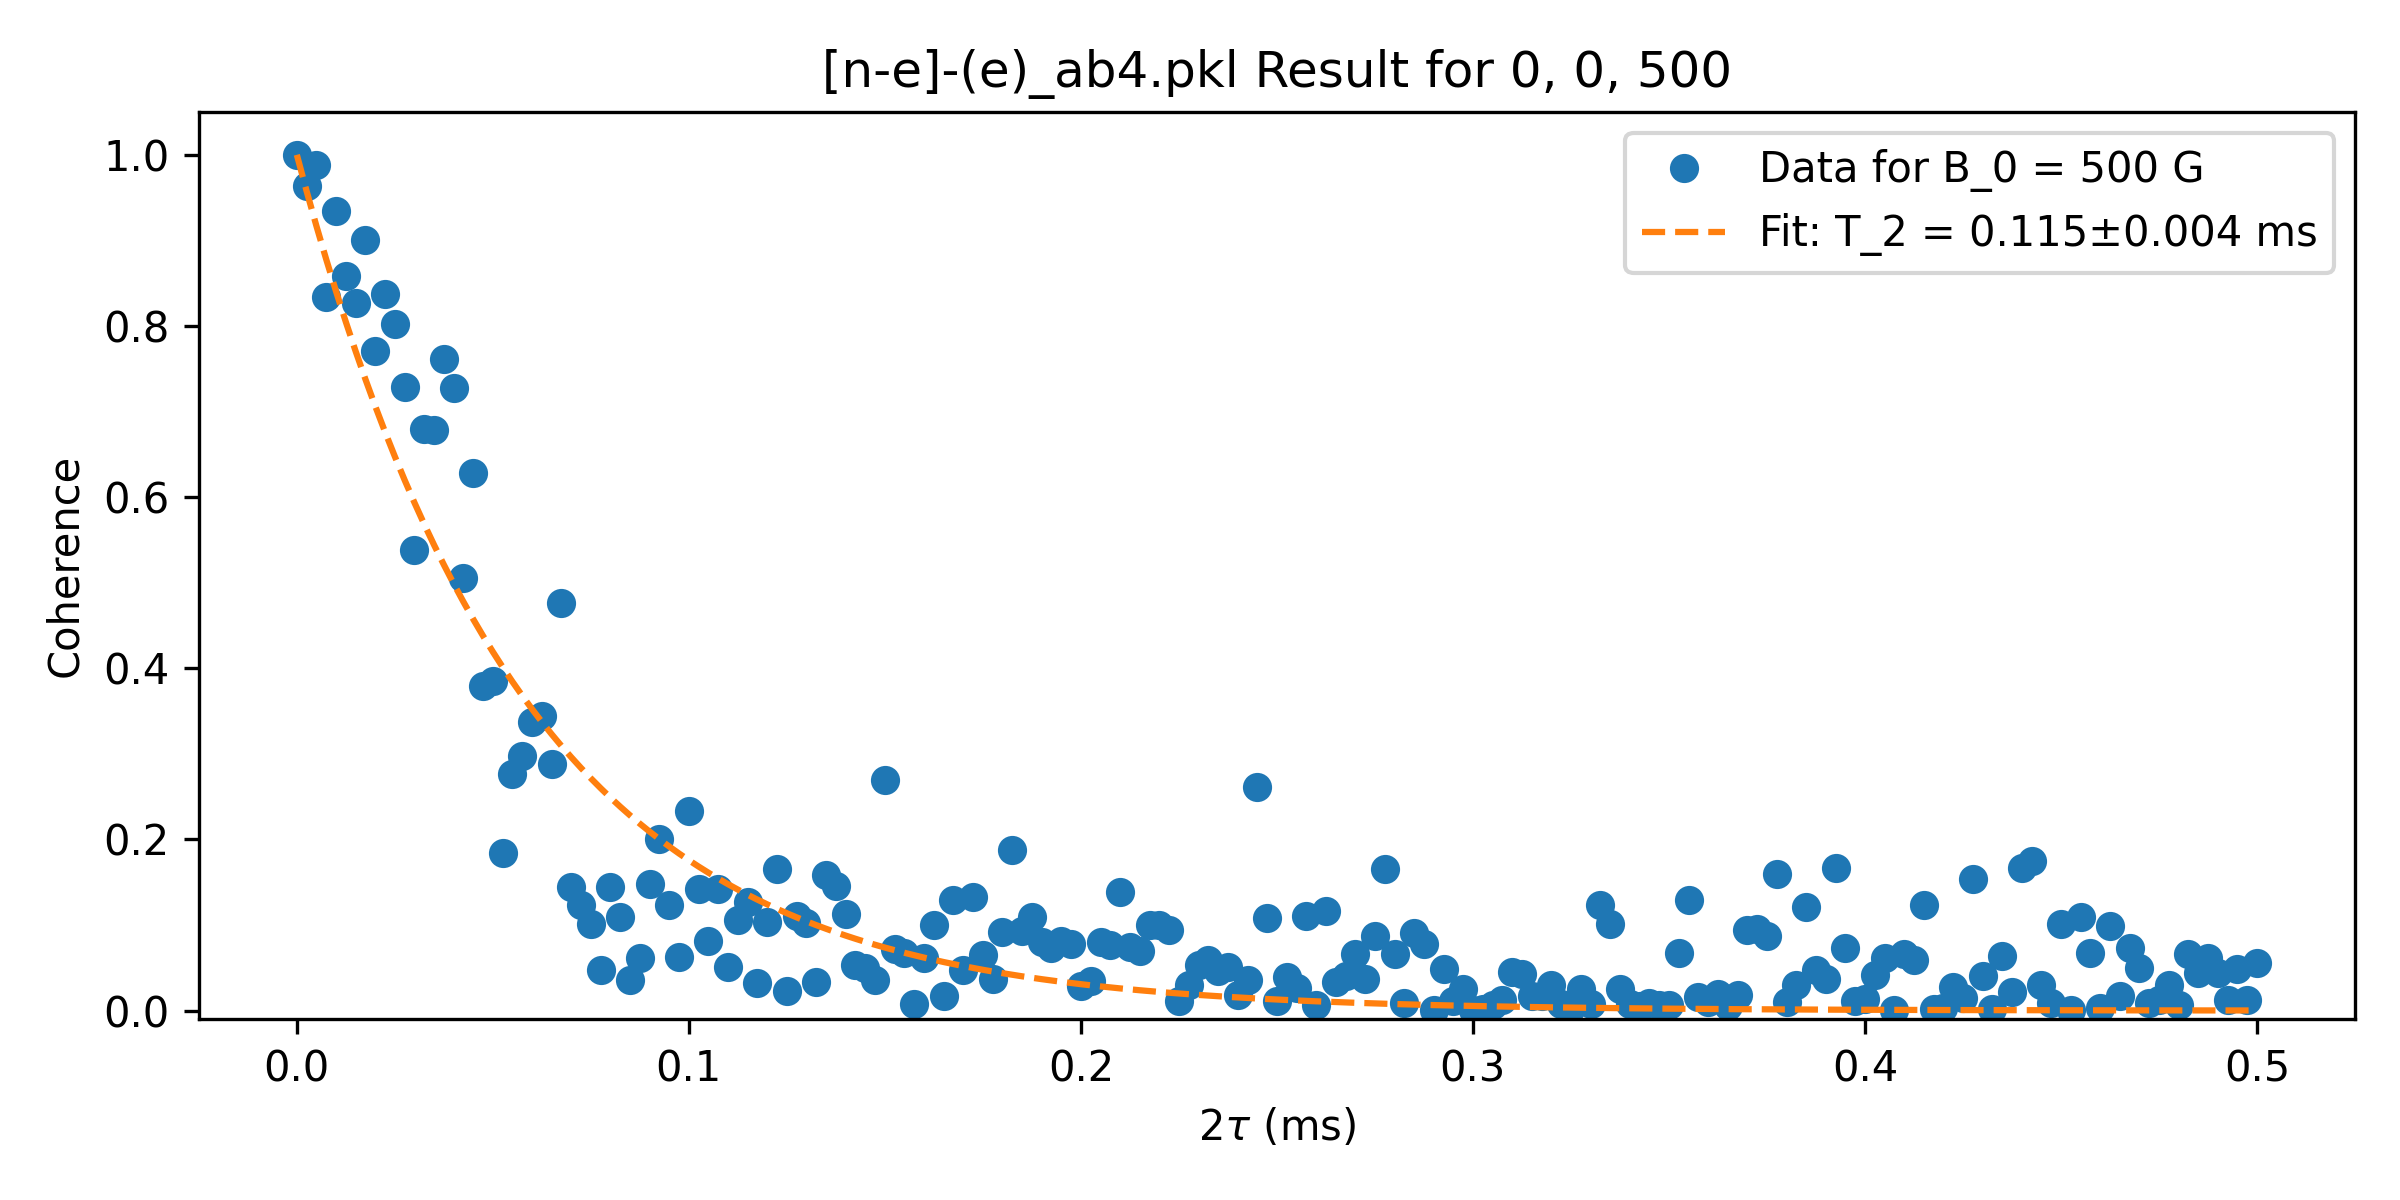 [n-e]-(e)_ab4.pkl Result for 0, 0, 500
Data for B_0 = 500 G
Fit: T_2 = 0.115±0.004 ms
Coherence
1.0
0.8
0.6
0.4
0.2
0.0
0.0 0.1 0.2 0.3 0.4 0.5
2τ (ms)